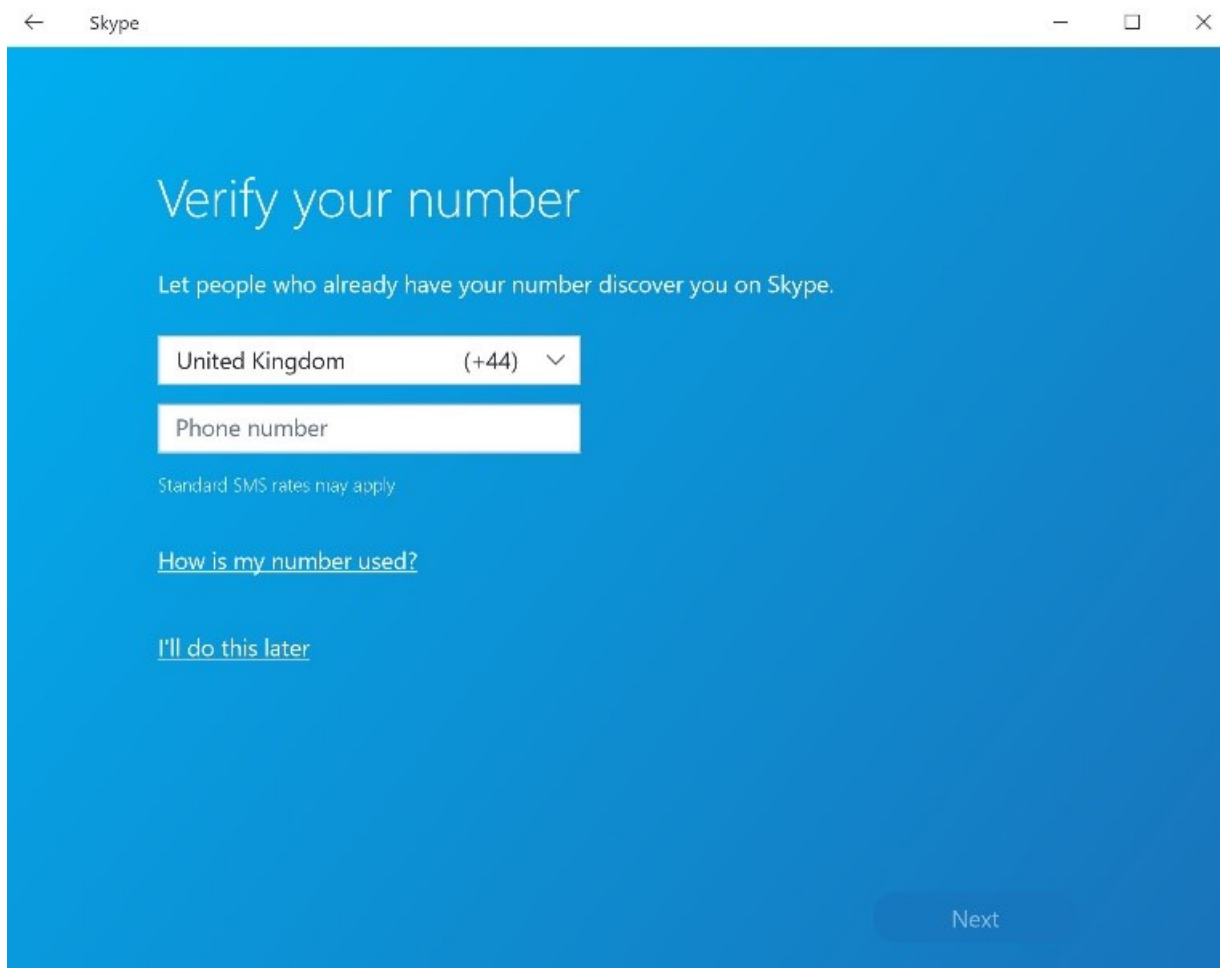 Skype
Verify your number
Let people who already have your number discover you on Skype.
United Kingdom (+44)
Phone number
Standard SMS rates may apply
How is my number used?
I'll do this later
Next